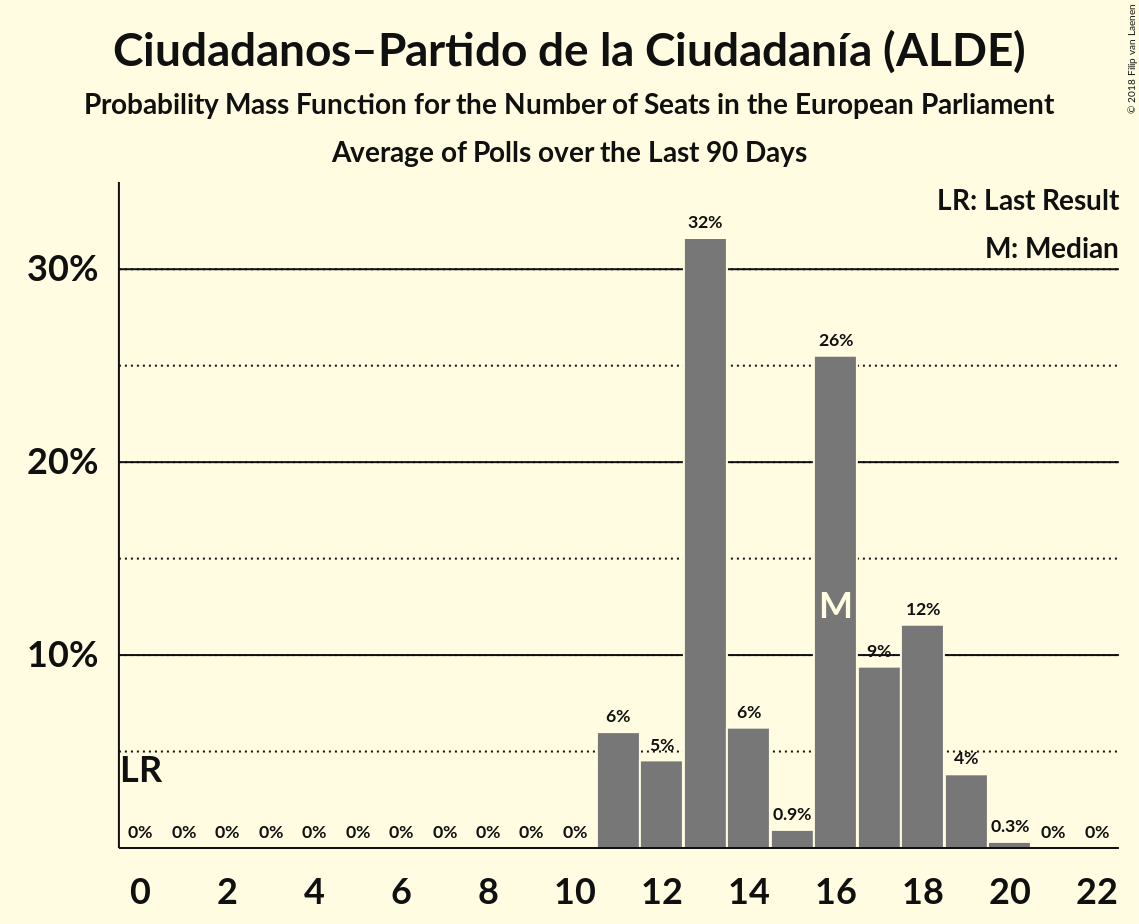 Ciudadanos–Partido de la Ciudadanía (ALDE)
Probability Mass Function for the Number of Seats in the European Parliament
Average of Polls over the Last 90 Days
© 2018 Filip van Laenen
LR: Last Result
M: Median
32%
30%
26%
20%
M
12%
10%
9%
6%
6%
5%
4%
LR
0.9%
0.3%
0% 0% 0% 0% 0% 0% 0% 0% 0% 0% 0% 0% 0%
0 2 4 6 8 10 12 14 16 18 20 22